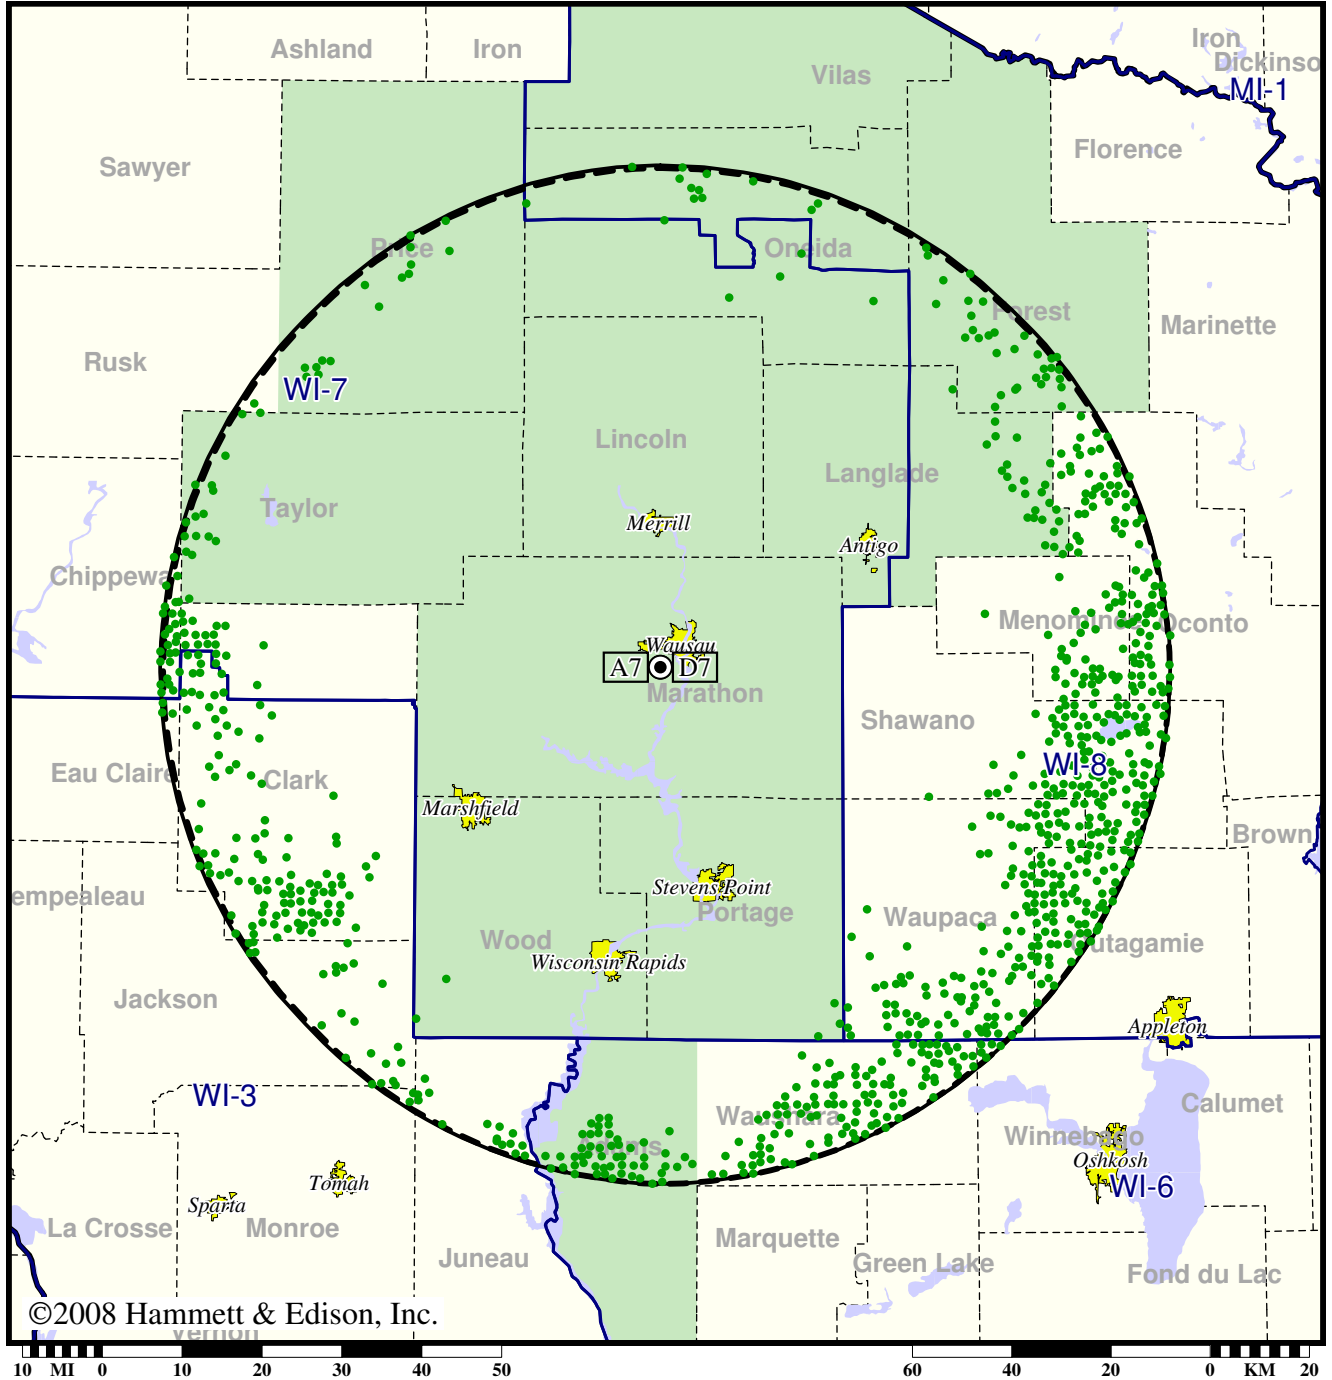 Ashland
Iron
Vilas
Iron
Dickinso
MI-1
Florence
Sawyer
Price
Oneida
Forest
Marinette
Rusk
WI-7
Lincoln
Langlade
Taylor
Merrill
Antigo
Chippewa
Menominee
Oconto
Wausau
A7
D7
Marathon
Shawano
WI-8
Eau Claire
Clark
Marshfield
Brown
empealeau
Stevens Point
Portage
Waupaca
Wood
Outagamie
Wisconsin Rapids
Jackson
Appleton
WI-3
Waushara
Calumet
Adams
Winnebago
Oshkosh
Tomah
WI-6
Sparta
La Crosse
Monroe
Juneau
Marquette
Green Lake
Fond du Lac
©2008 Hammett & Edison, Inc.
Vernon
10 MI 0 10 20 30 40 50 60 40 20 0 KM 20